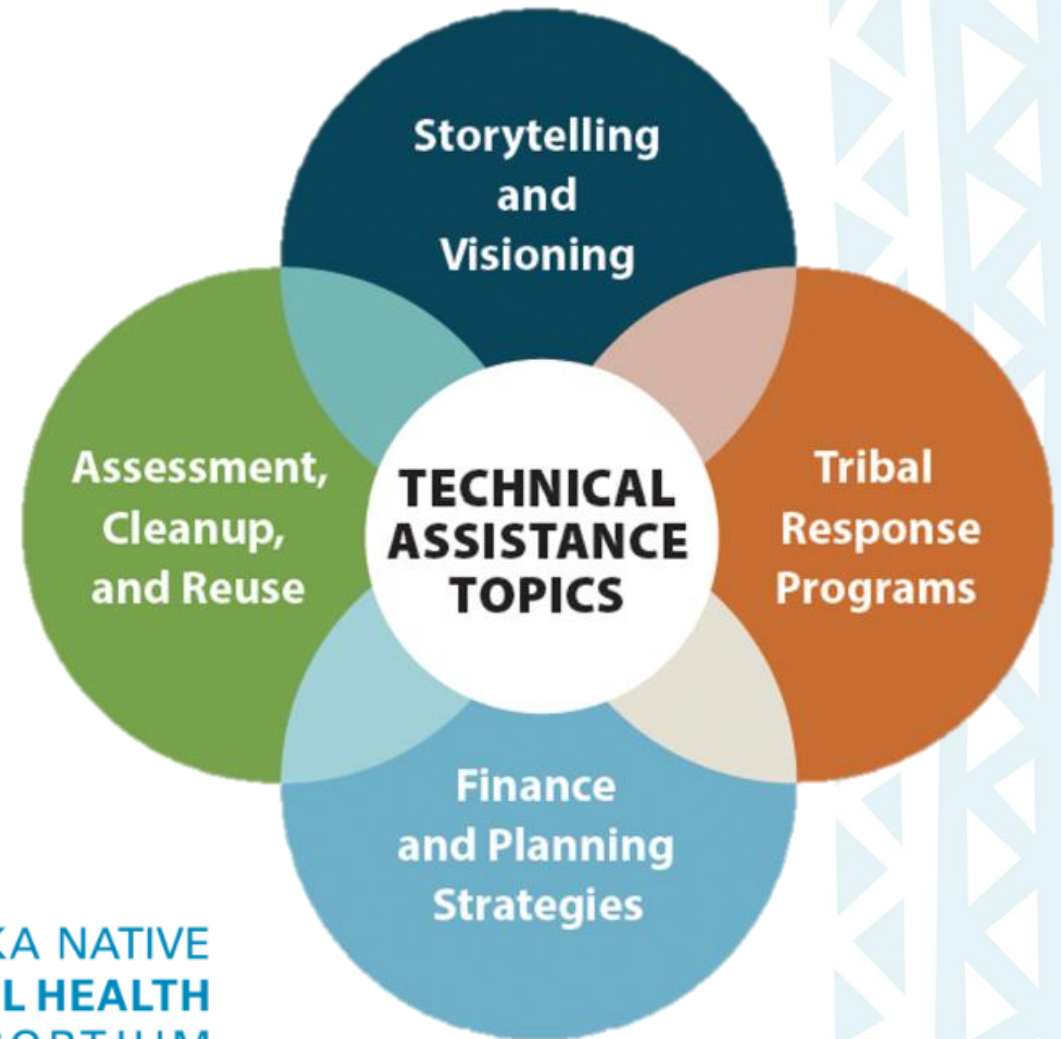 Storytelling
and
Visioning
Assessment,
Cleanup,
and Reuse
TECHNICAL
ASSISTANCE
TOPICS
Tribal
Response
Programs
Finance
and Planning
Strategies
KA NATIVE
L HEALTH